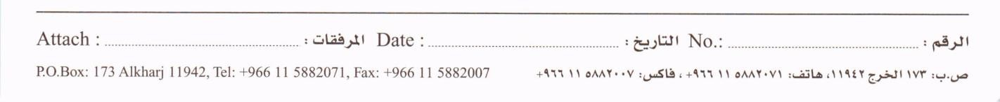 الرقم : ........................ No.: التاريخ : ........................ Date : المرفقات : ........................ Attach :
ص.ب: ١٧٣ الخرج ١١٩٤٢، هاتف: ٥٨٨٢٠٧١ ١١ ٩٦٦+ ، فاكس: ٥٨٨٢٠٠٧ ١١ ٩٦٦+ P.O.Box: 173 Alkharj 11942, Tel: +966 11 5882071, Fax: +966 11 5882007